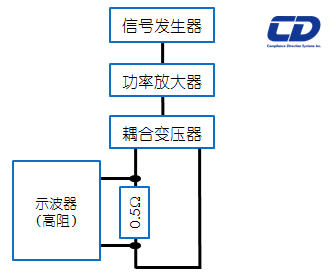 信号发生器
CD
Compliance Direction Systems Inc.
功率放大器
耦合变压器
示波器
（高阻）
0.5Ω